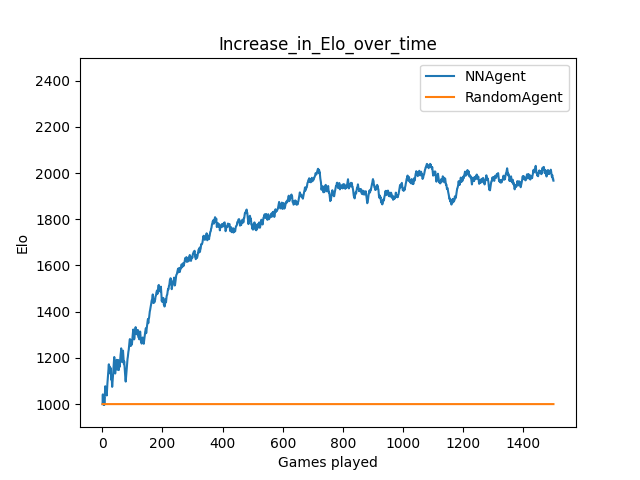 Increase_in_Elo_over_time
NNAgent
RandomAgent
Elo
2400
2200
2000
1800
1600
1400
1200
1000
0 200 400 600 800 1000 1200 1400
Games played